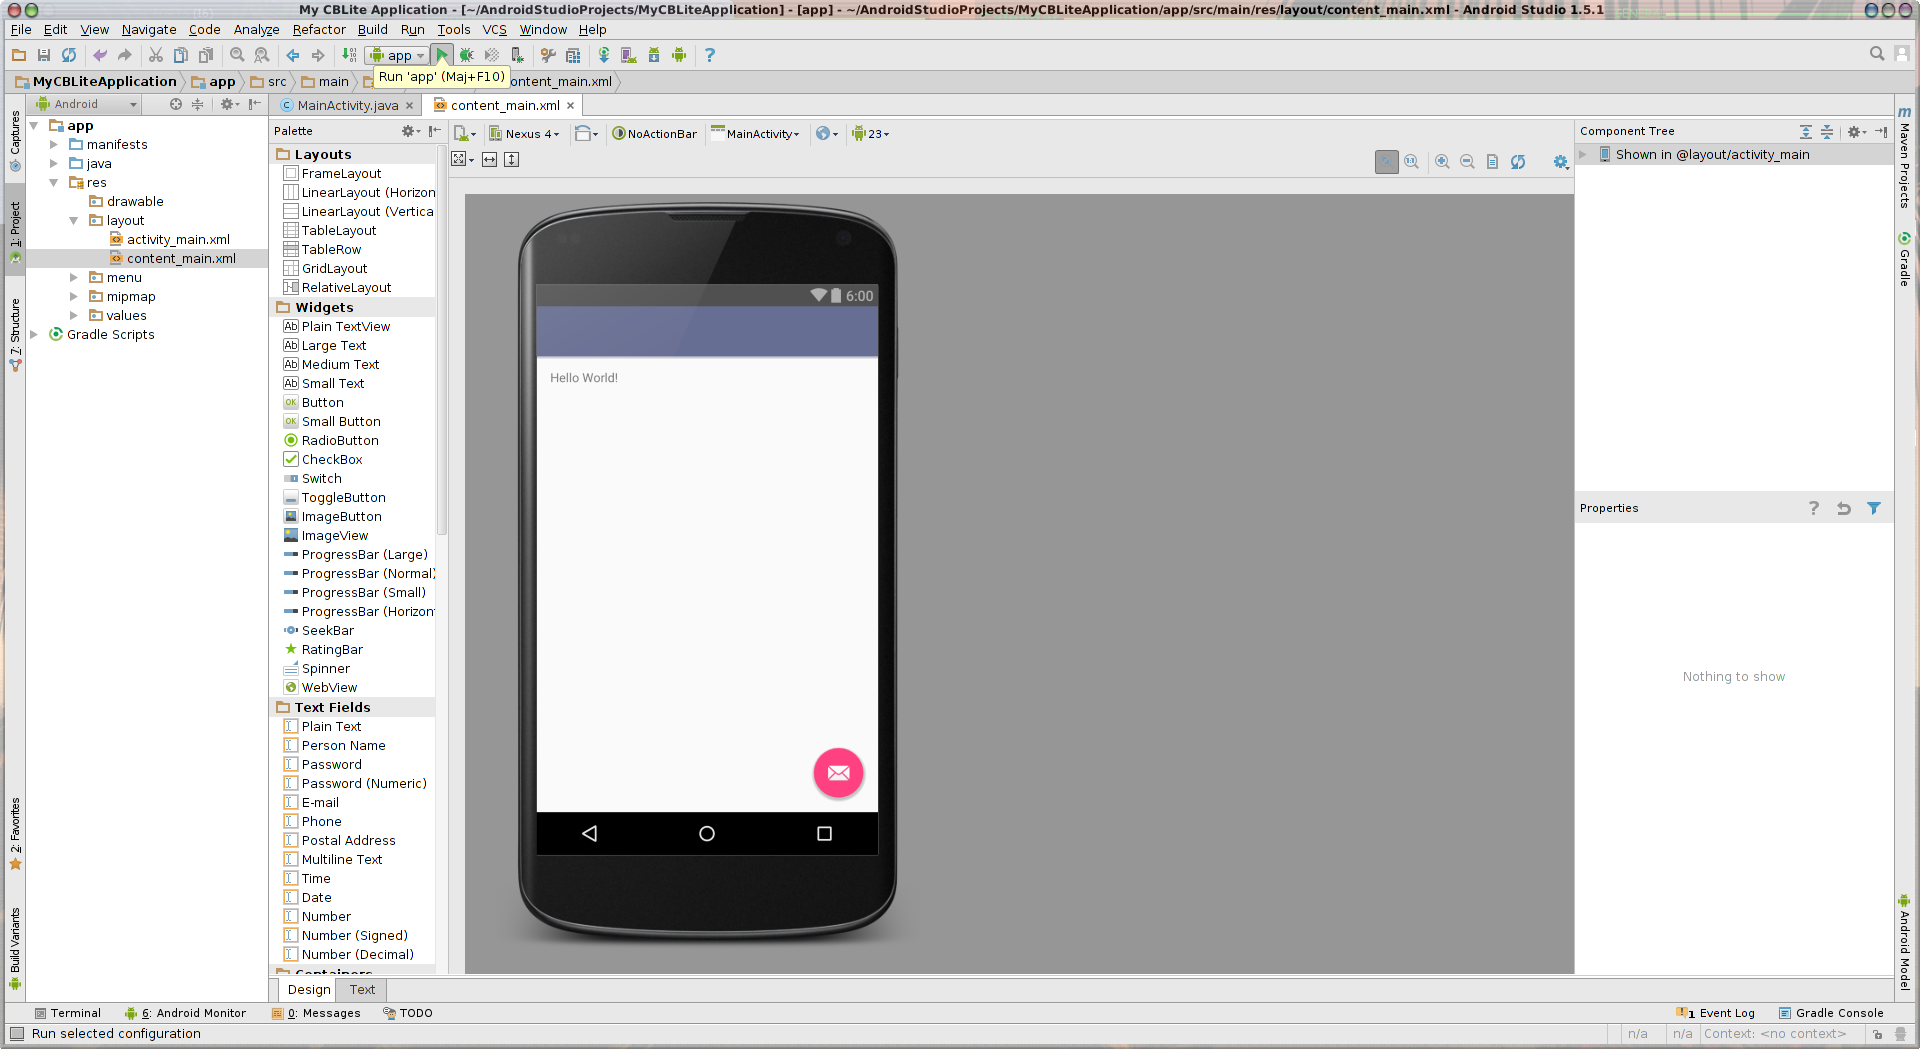 My CBLite Application - [~/AndroidStudioProjects/MyCBLiteApplication] - [app] - ~/AndroidStudioProjects/MyCBLiteApplication/app/src/main/res/layout/content_main.xml - Android Studio 1.5.1
File Edit View Navigate Code Analyze Refactor Build Run Tools VCS Window Help
app
Run 'app' (Maj+F10)
MyCBLiteApplication app src main content_main.xml
Android
MainActivity.java
content_main.xml
Captures
1: Project
7: Structure
2: Favorites
Build Variants
app
manifests
java
res
drawable
layout
activity_main.xml
content_main.xml
menu
mipmap
values
Gradle Scripts
Palette
Layouts
FrameLayout
LinearLayout (Horizon
LinearLayout (Vertica
TableLayout
TableRow
GridLayout
RelativeLayout
Widgets
Ab Plain TextView
Ab Large Text
Ab Medium Text
Ab Small Text
OK Button
OK Small Button
RadioButton
CheckBox
Switch
ToggleButton
ImageButton
ImageView
ProgressBar (Large)
ProgressBar (Normal)
ProgressBar (Small)
ProgressBar (Horizon
SeekBar
RatingBar
Spinner
WebView
Text Fields
Plain Text
Person Name
Password
Password (Numeric)
E-mail
Phone
Postal Address
Multiline Text
Time
Date
Number
Number (Signed)
Number (Decimal)
Containers
Nexus 4 NoActionBar MainActivity 23
6:00
Hello World!
Design Text
Component Tree
Shown in @layout/activity_main
Properties
Nothing to show
Maven Projects
Gradle
Android Model
Terminal 6: Android Monitor 0: Messages TODO
1 Event Log Gradle Console
Run selected configuration
n/a n/a Context: <no context>